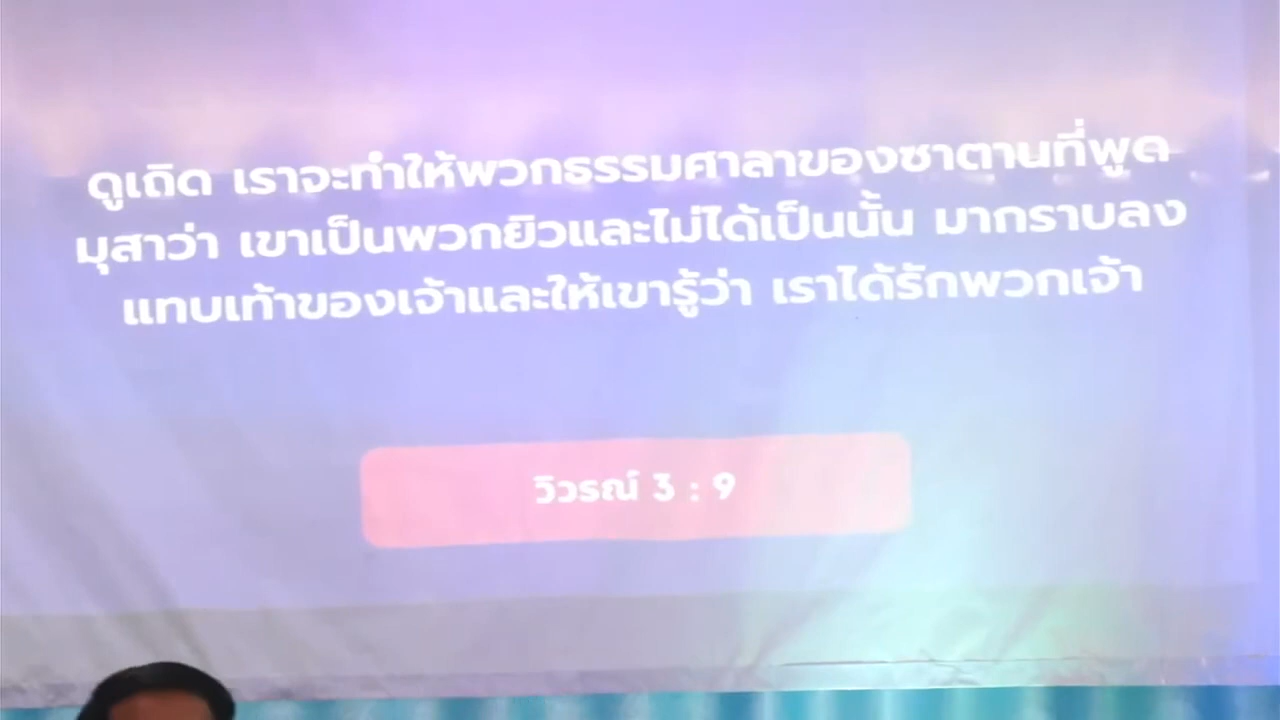 ดูเถิด เราจะทำให้พวกธรรมศาลาของซาตานที่พูด
มุสาว่า เขาเป็นพวกยิวและไม่ได้เป็นนั้น มากราบลง
แทบเท้าของเจ้าและให้เขารู้ว่า เราได้รักพวกเจ้า
วิวรณ์ 3 : 9